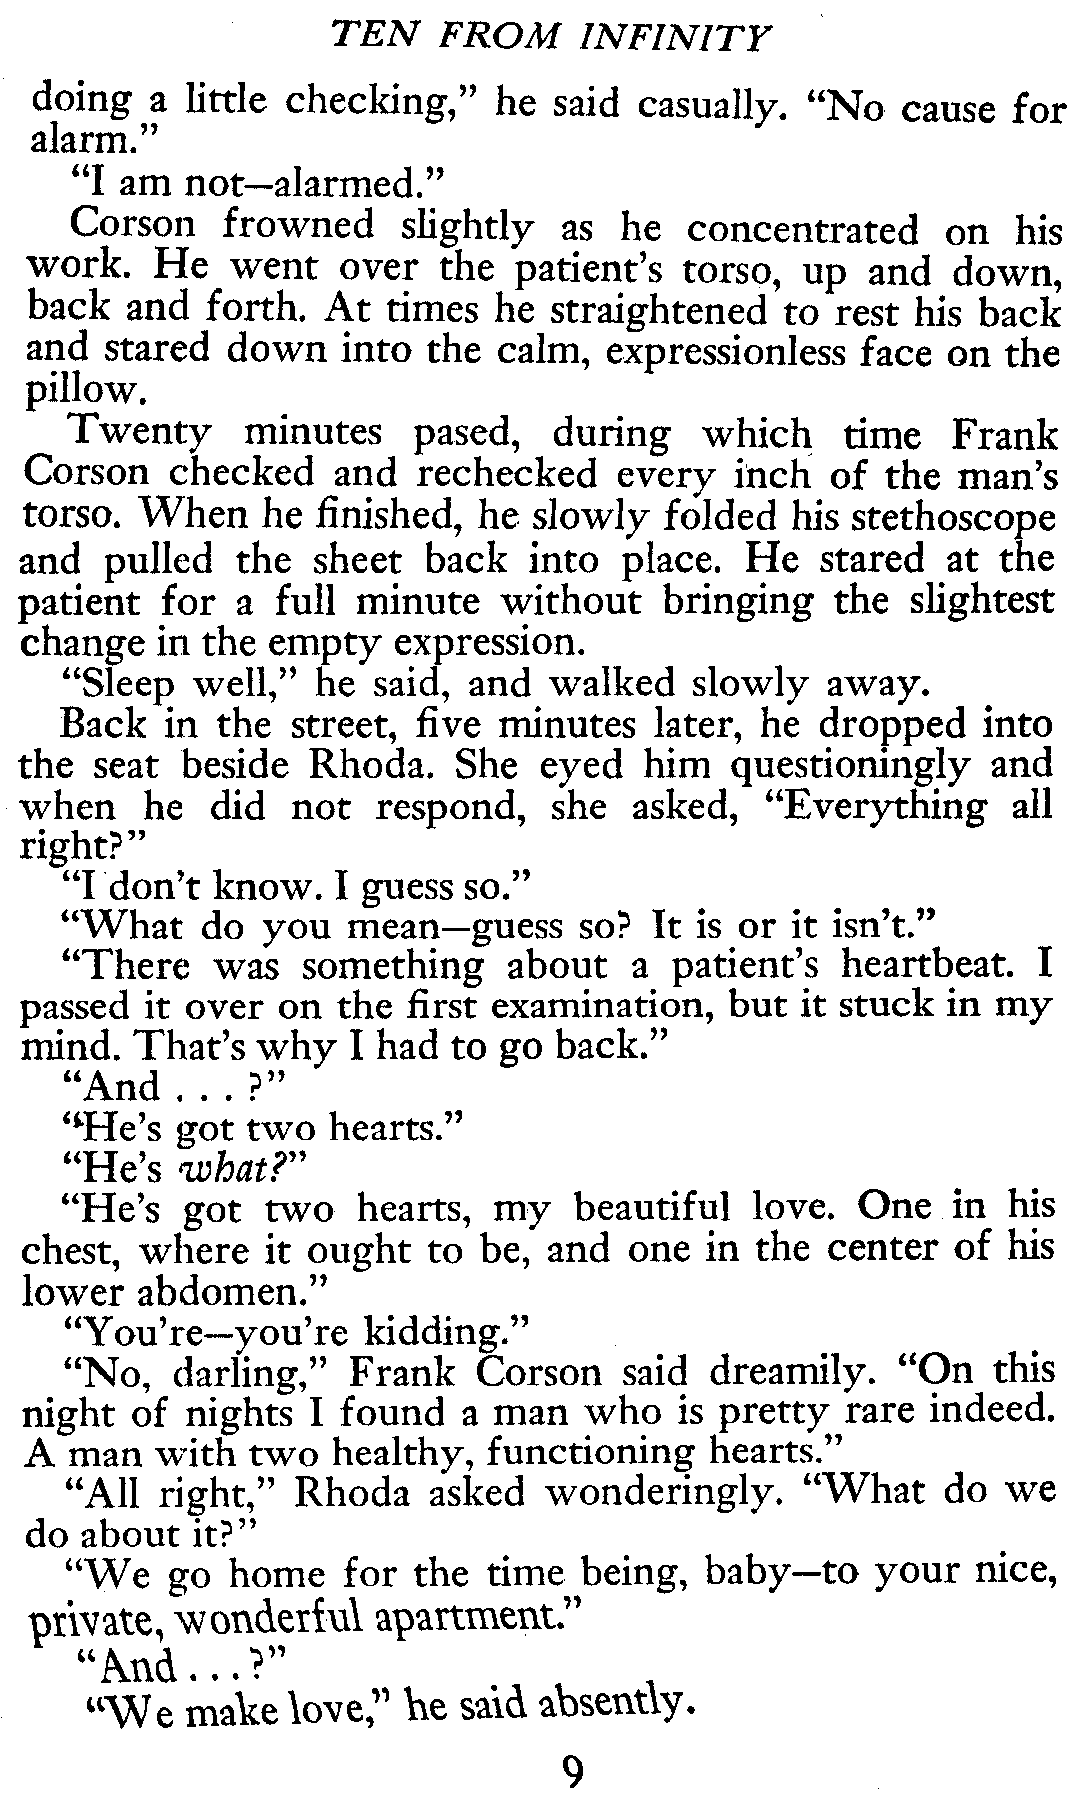 TEN FROM INFINITY
doing a little checking,” he said casually. “No cause for
alarm.”
“I am not—alarmed.”
Corson frowned slightly as he concentrated on his
work. He went over the patient's torso, up and down,
back and forth. At times he straightened to rest his back
and stared down into the calm, expressionless face on the
pillow.
Twenty minutes pased, during which time Frank
Corson checked and rechecked every inch of the man's
torso. When he finished, he slowly folded his stethoscope
and pulled the sheet back into place. He stared at the
patient for a full minute without bringing the slightest
change in the empty expression.
“Sleep well,” he said, and walked slowly away.
Back in the street, five minutes later, he dropped into
the seat beside Rhoda. She eyed him questioningly and
when he did not respond, she asked, “Everything all
right?”
“I don't know. I guess so.”
“What do you mean—guess so? It is or it isn't.”
“There was something about a patient's heartbeat. I
passed it over on the first examination, but it stuck in my
mind. That's why I had to go back.”
“And . . . ?”
“He's got two hearts.”
“He's what?”
“He's got two hearts, my beautiful love. One in his
chest, where it ought to be, and one in the center of his
lower abdomen.”
“You're—you're kidding.”
“No, darling,” Frank Corson said dreamily. “On this
night of nights I found a man who is pretty rare indeed.
A man with two healthy, functioning hearts.”
“All right,” Rhoda asked wonderingly. “What do we
do about it?”
“We go home for the time being, baby—to your nice,
private, wonderful apartment.”
“And . . . ?”
“We make love,” he said absently.
9